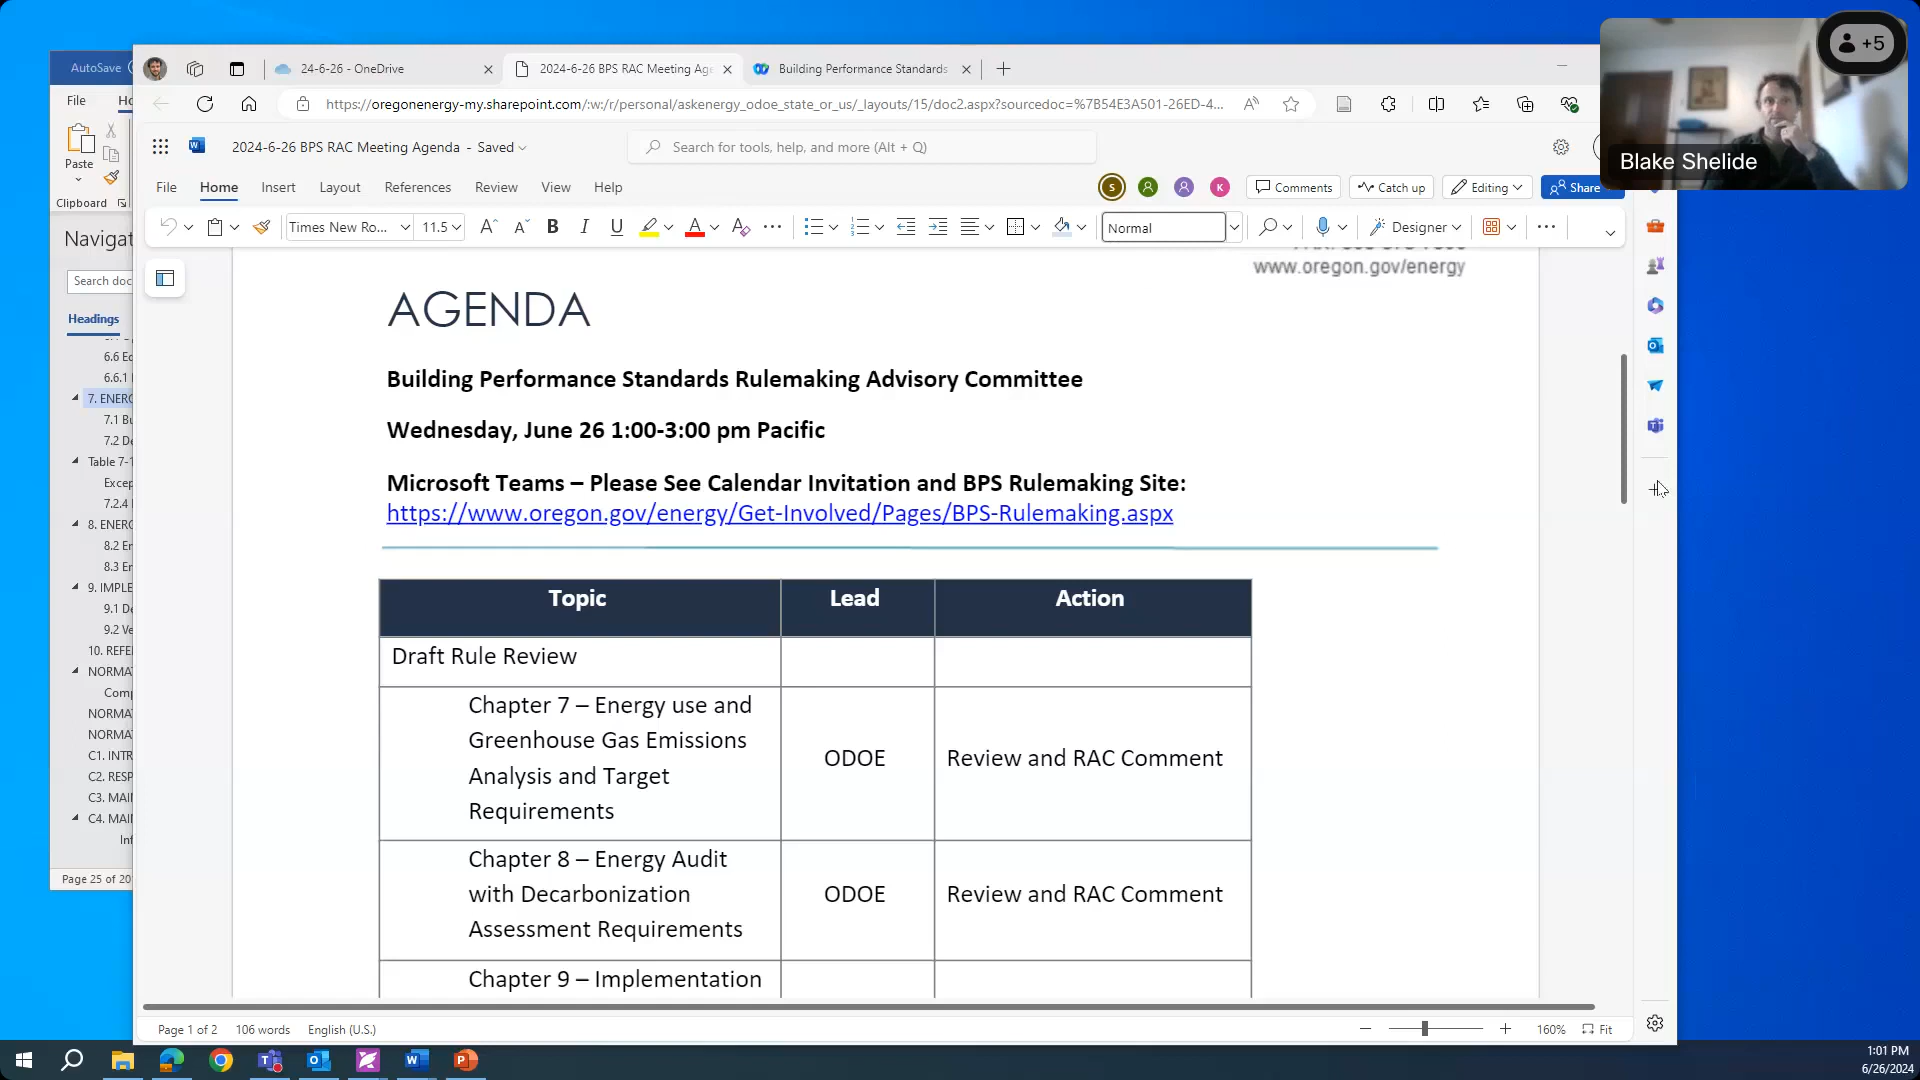 AutoSave
24-6-26 - OneDrive
2024-6-26 BPS RAC Meeting Age
Building Performance Standards
+5
File
https://oregonenergy-my.sharepoint.com/:w:/r/personal/askenergy_odoe_state_or_us/_layouts/15/doc2.aspx?sourcedoc=%7B54E3A501-26ED-4...
2024-6-26 BPS RAC Meeting Agenda - Saved
Search for tools, help, and more (Alt + Q)
Blake Shelide
Paste
File Home Insert Layout References Review View Help
S
K
Comments
Catch up
Editing
Share
Clipboard
Times New Ro...
11.5
B I U
Normal
Designer
Navigat
www.oregon.gov/energy
Search doc
Headings
AGENDA
Building Performance Standards Rulemaking Advisory Committee
Wednesday, June 26 1:00-3:00 pm Pacific
Microsoft Teams – Please See Calendar Invitation and BPS Rulemaking Site:
https://www.oregon.gov/energy/Get-Involved/Pages/BPS-Rulemaking.aspx
Topic Lead Action
Draft Rule Review
Chapter 7 – Energy use and
Greenhouse Gas Emissions
Analysis and Target
Requirements
ODOE
Review and RAC Comment
Chapter 8 – Energy Audit
with Decarbonization
Assessment Requirements
ODOE
Review and RAC Comment
Chapter 9 – Implementation
6.6 Ec
6.6.1
7. ENERG
7.1 Bu
7.2 De
Table 7-1
Excep
7.2.4
8. ENERG
8.2 En
8.3 En
9. IMPLE
9.1 De
9.2 Ve
10. REFE
NORMA
Comp
NORMA
NORMA
C1. INTR
C2. RESP
C3. MAI
C4. MAI
Inf
Page 25 of 20
Page 1 of 2 106 words English (U.S.)
160% Fit
1:01 PM
6/26/2024